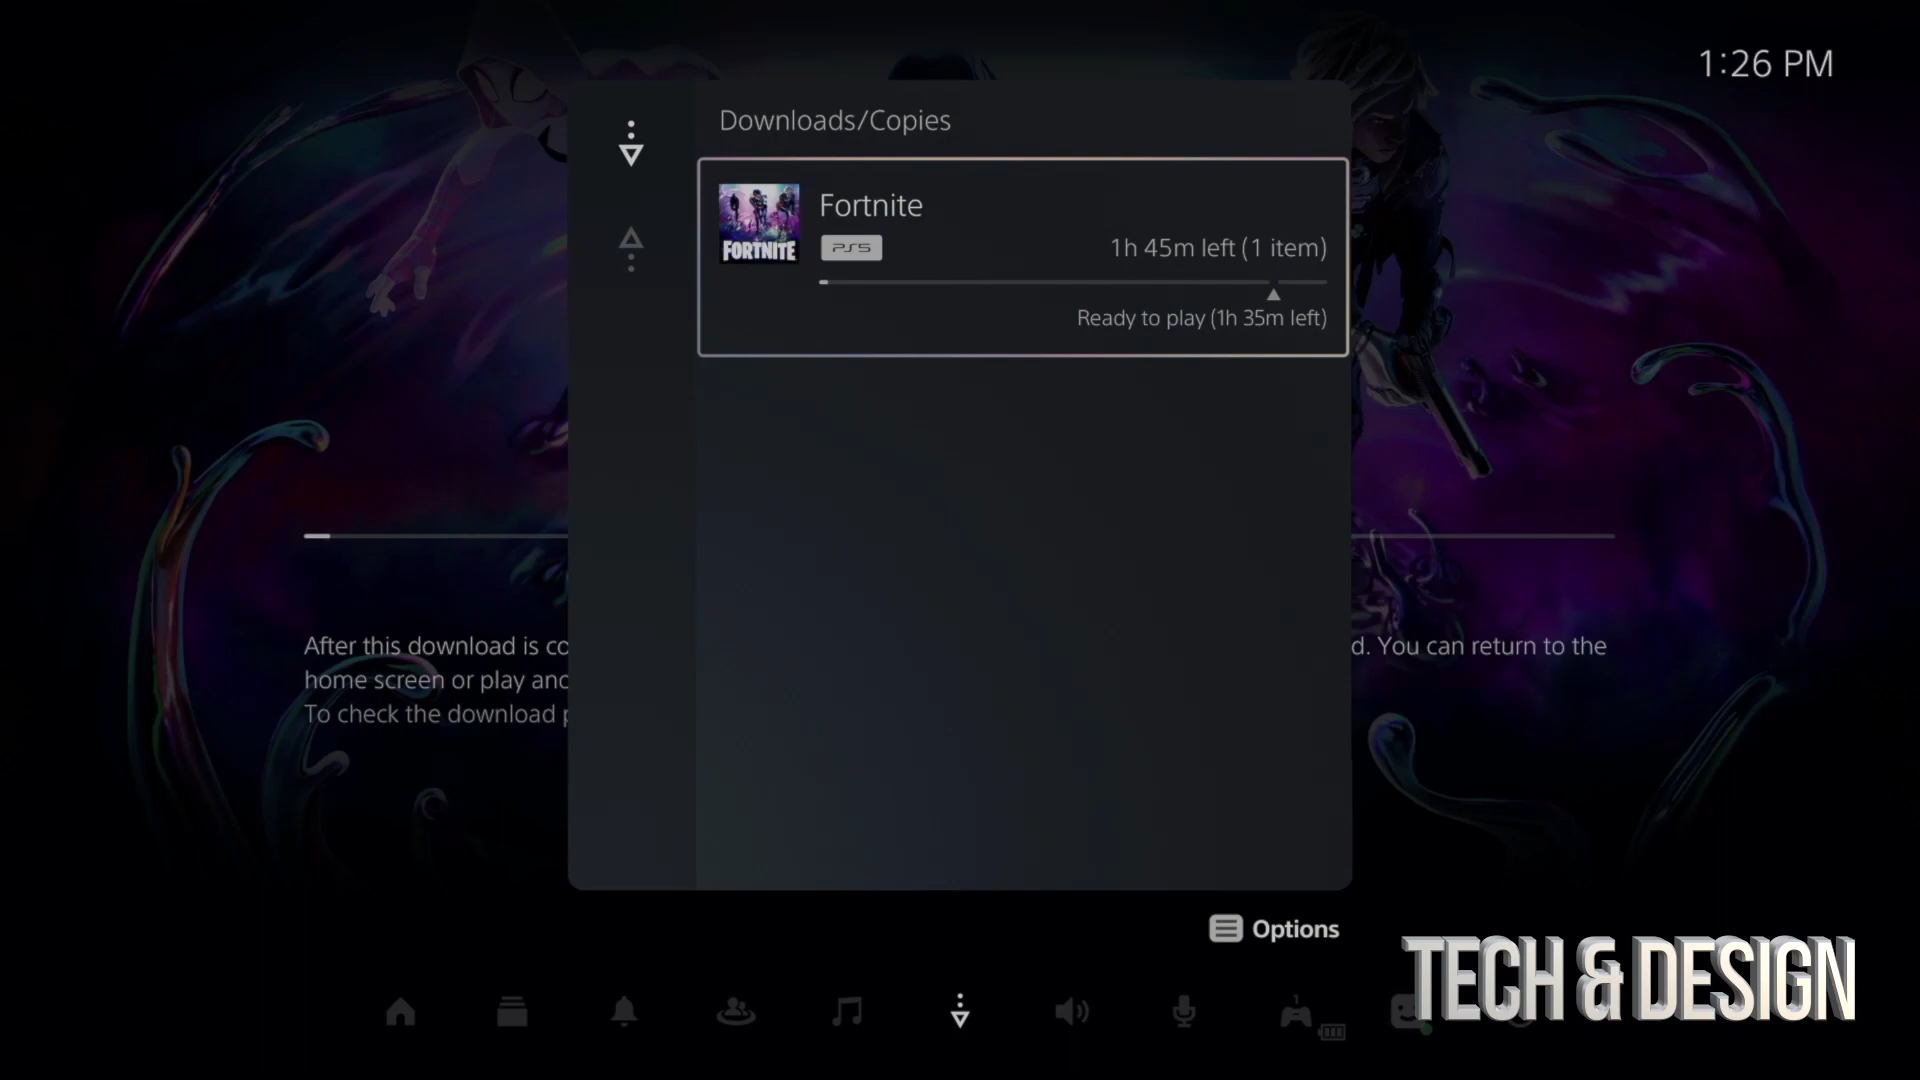 1:26 PM
Downloads/Copies
Fortnite
FORTNITE
PS5
1h 45m left (1 item)
Ready to play (1h 35m left)
After this download is co
d. You can return to the
home screen or play and
To check the download p
Options
1
TECH & DESIGN